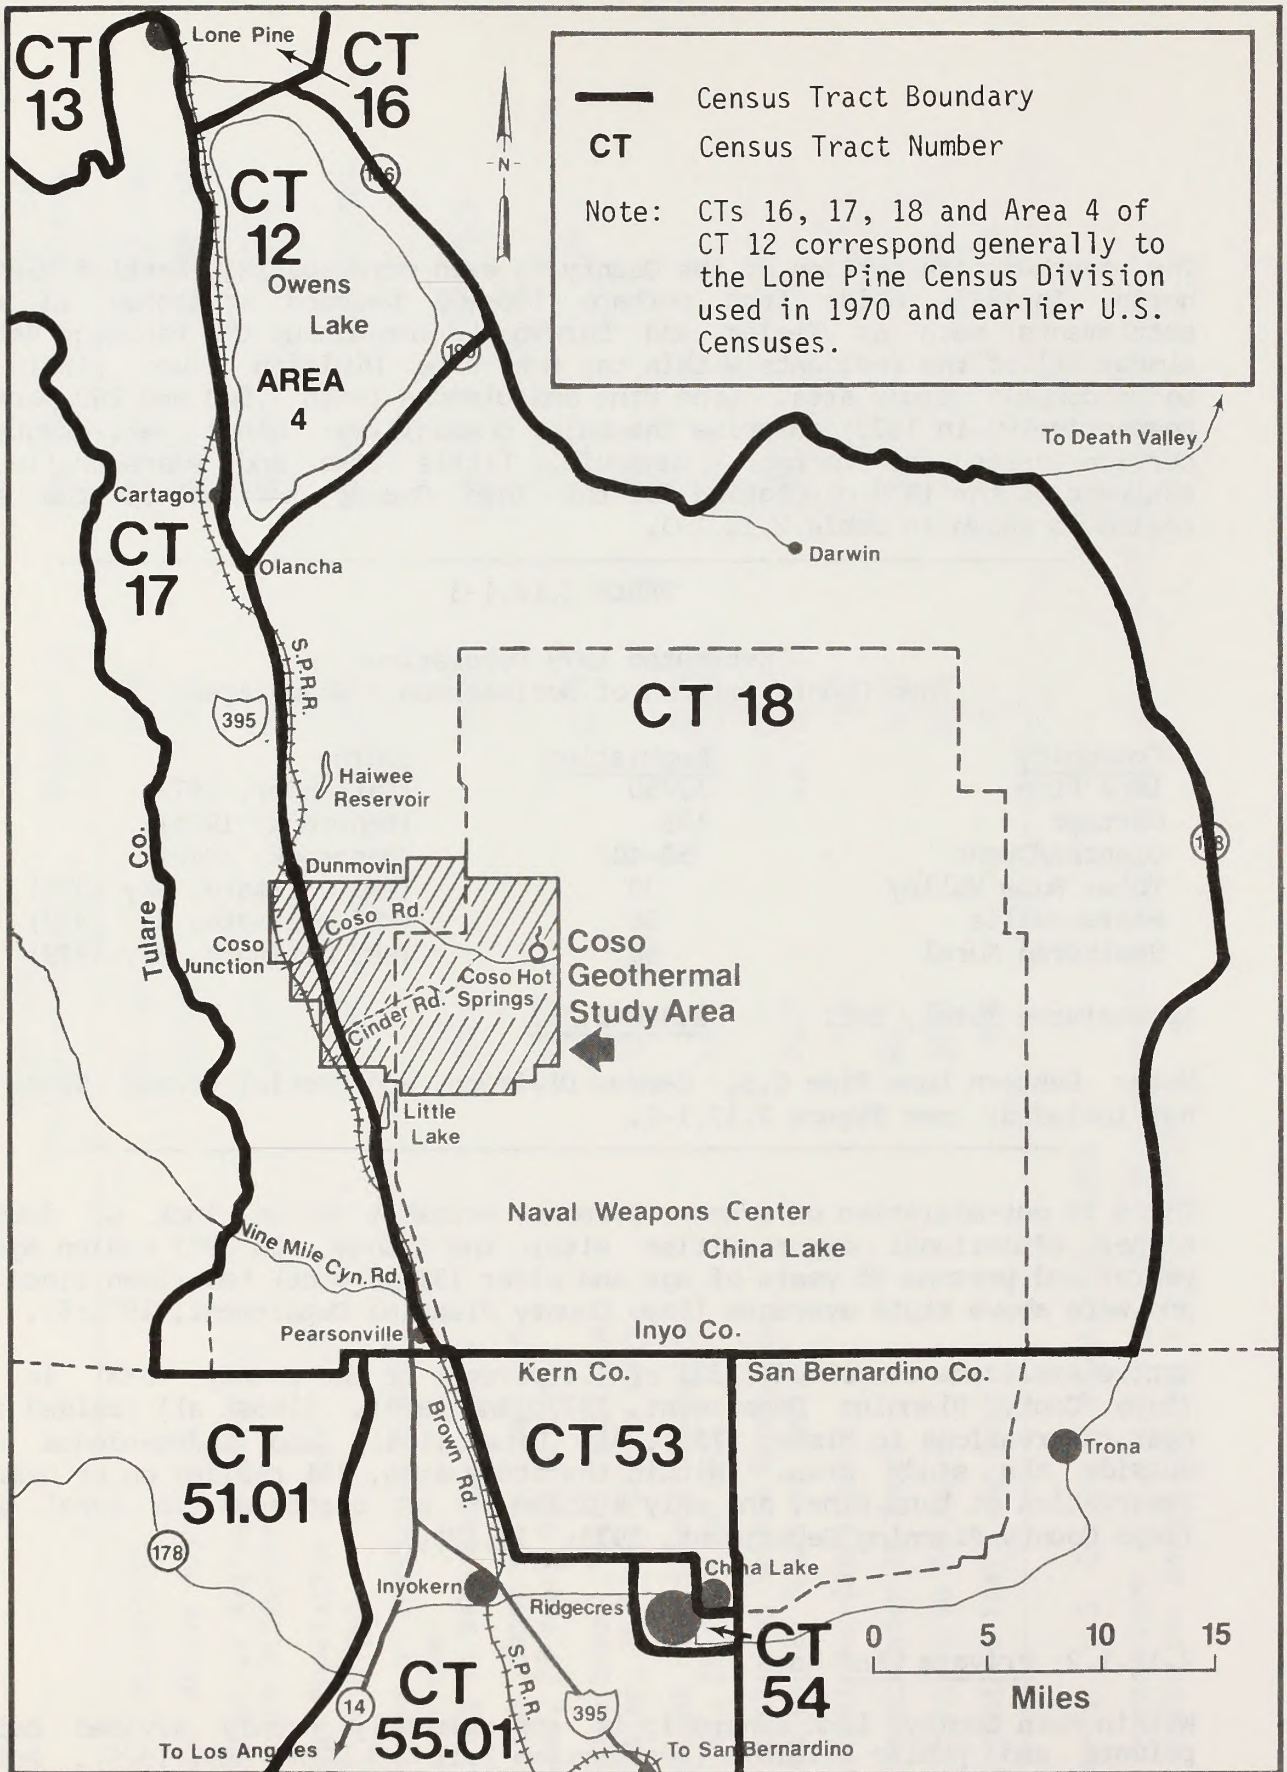 CT
13
Lone Pine
CT
16
Census Tract Boundary
CT Census Tract Number
Note: CTs 16, 17, 18 and Area 4 of
CT 12 correspond generally to
the Lone Pine Census Division
used in 1970 and earlier U.S.
Censuses.
-N-
136
CT
12
Owens
Lake
190
AREA
4
To Death Valley
Cartago
CT
17
Olancha
Darwin
S.P.R.R.
CT 18
395
Haiwee
Reservoir
178
Tulare Co.
Dunmovin
Coso Rd.
Coso
Junction
Coso Hot
Springs
Cinder Rd.
Coso
Geothermal
Study Area
Little
Lake
Naval Weapons Center
China Lake
Nine Mile Cyn. Rd.
Pearsonville
Inyo Co.
Kern Co.
San Bernardino Co.
Brown Rd.
CT
51.01
CT 53
Trona
178
Inyokern
China Lake
Ridgecrest
CT
54
0 5 10 15
Miles
CT
55.01
S.P.R.R.
14
395
To Los Angeles
To San Bernardino